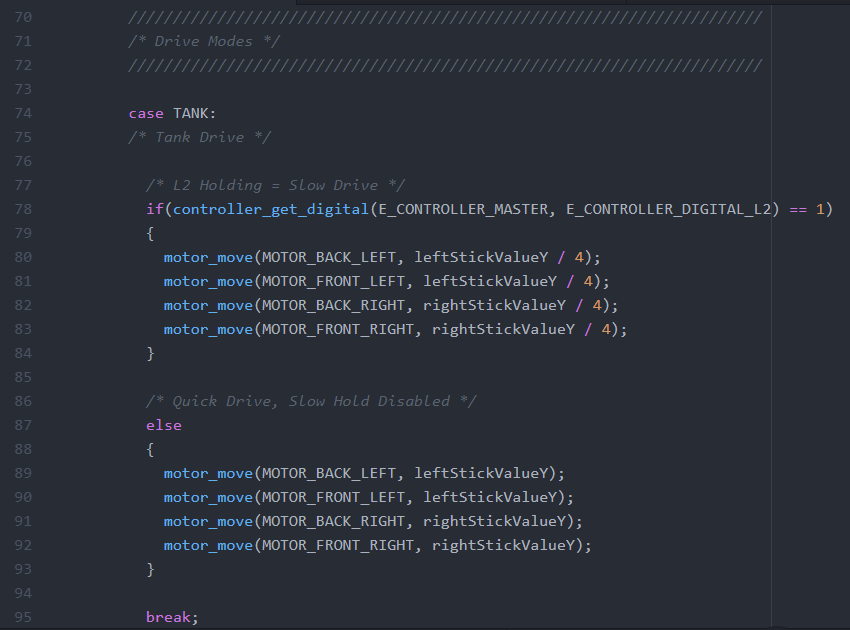 70 ///////////////////////////////////////////////////////////////////////
71 /* Drive Modes */
72 ///////////////////////////////////////////////////////////////////////
73
74 case TANK:
75 /* Tank Drive */
76
77 /* L2 Holding = Slow Drive */
78 if(controller_get_digital(E_CONTROLLER_MASTER, E_CONTROLLER_DIGITAL_L2) == 1)
79 {
80 motor_move(MOTOR_BACK_LEFT, leftStickValueY / 4);
81 motor_move(MOTOR_FRONT_LEFT, leftStickValueY / 4);
82 motor_move(MOTOR_BACK_RIGHT, rightStickValueY / 4);
83 motor_move(MOTOR_FRONT_RIGHT, rightStickValueY / 4);
84 }
85
86 /* Quick Drive, Slow Hold Disabled */
87 else
88 {
89 motor_move(MOTOR_BACK_LEFT, leftStickValueY);
90 motor_move(MOTOR_FRONT_LEFT, leftStickValueY);
91 motor_move(MOTOR_BACK_RIGHT, rightStickValueY);
92 motor_move(MOTOR_FRONT_RIGHT, rightStickValueY);
93 }
94
95 break;